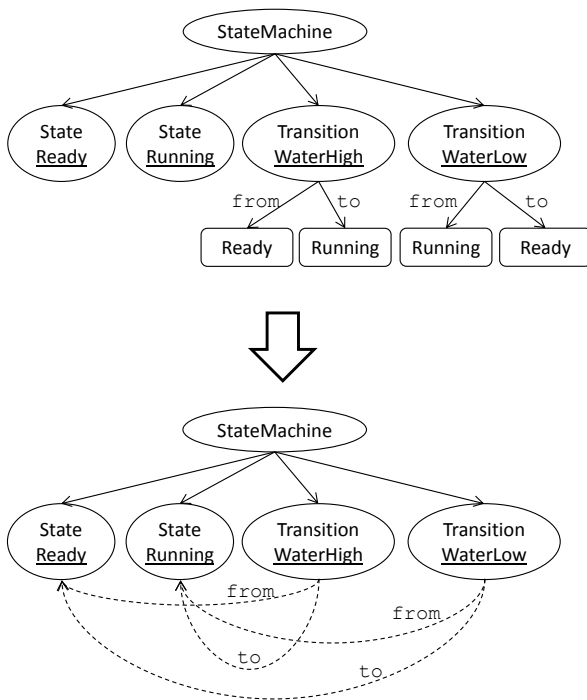 StateMachine
State
Ready
State
Running
Transition
WaterHigh
Transition
WaterLow
from
to
from
to
Ready
Running
Running
Ready
StateMachine
State
Ready
State
Running
Transition
WaterHigh
Transition
WaterLow
from
from
to
to